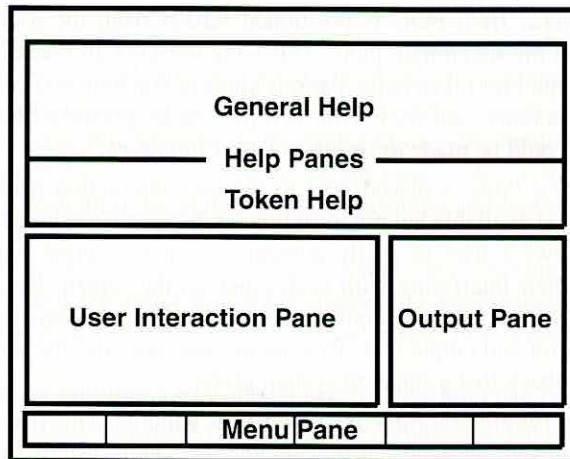 General Help
Help Panes
Token Help
User Interaction Pane
Output Pane
Menu Pane